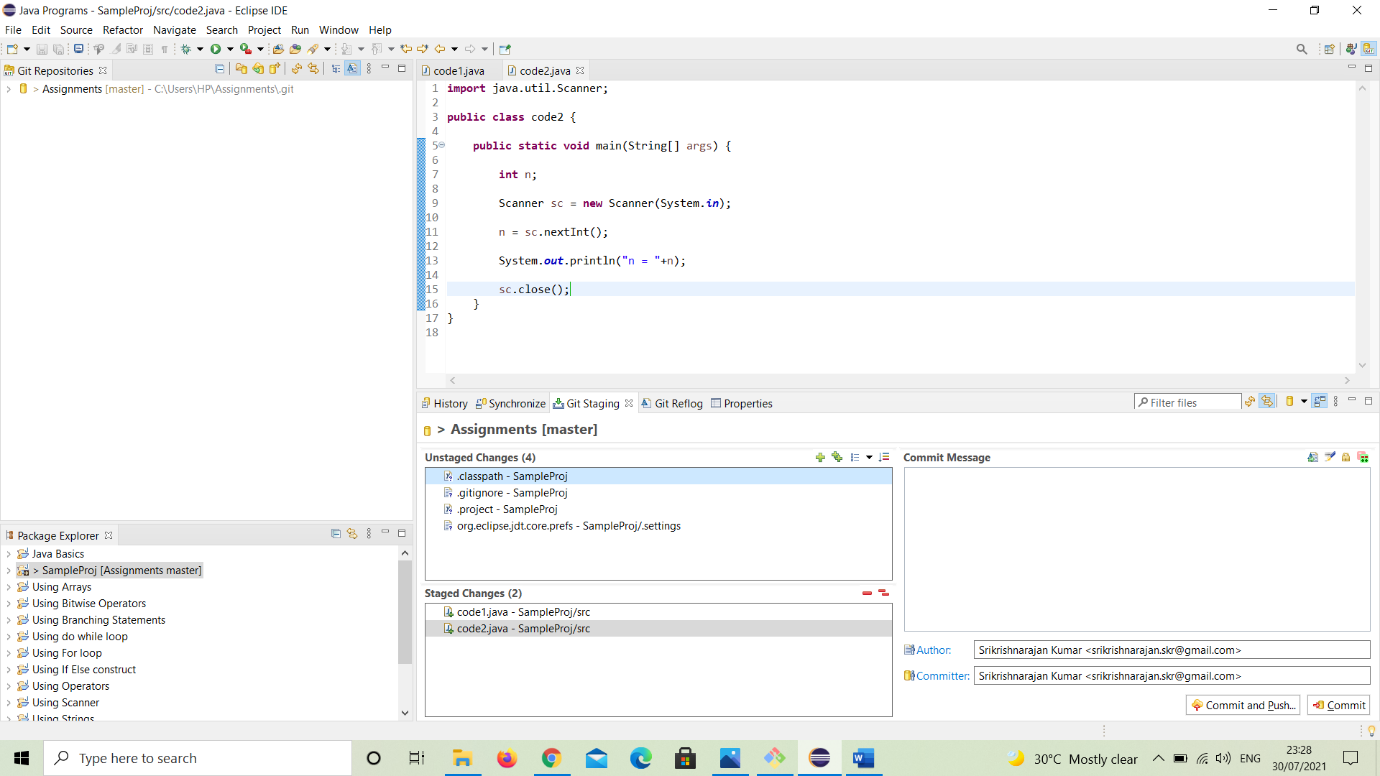 Java Programs - SampleProj/src/code2.java - Eclipse IDE
File Edit Source Refactor Navigate Search Project Run Window Help
Git Repositories
> Assignments [master] - C:\Users\HP\Assignments\.git
code1.java code2.java
1 import java.util.Scanner;
2
3 public class code2 {
4
5 public static void main(String[] args) {
6
7 int n;
8
9 Scanner sc = new Scanner(System.in);
10
11 n = sc.nextInt();
12
13 System.out.println("n = "+n);
14
15 sc.close();
16 }
17 }
18
History Synchronize Git Staging Git Reflog Properties
Filter files
> Assignments [master]
Unstaged Changes (4)
.classpath - SampleProj
.gitignore - SampleProj
.project - SampleProj
org.eclipse.jdt.core.prefs - SampleProj/.settings
Staged Changes (2)
code1.java - SampleProj/src
code2.java - SampleProj/src
Commit Message
Author: Srikrishnarajan Kumar <srikrishnarajan.skr@gmail.com>
Committer: Srikrishnarajan Kumar <srikrishnarajan.skr@gmail.com>
Commit and Push... Commit
Package Explorer
Java Basics
> SampleProj [Assignments master]
Using Arrays
Using Bitwise Operators
Using Branching Statements
Using do while loop
Using For loop
Using If Else construct
Using Operators
Using Scanner
Using Strings
Type here to search
30°C Mostly clear
ENG
23:28
30/07/2021